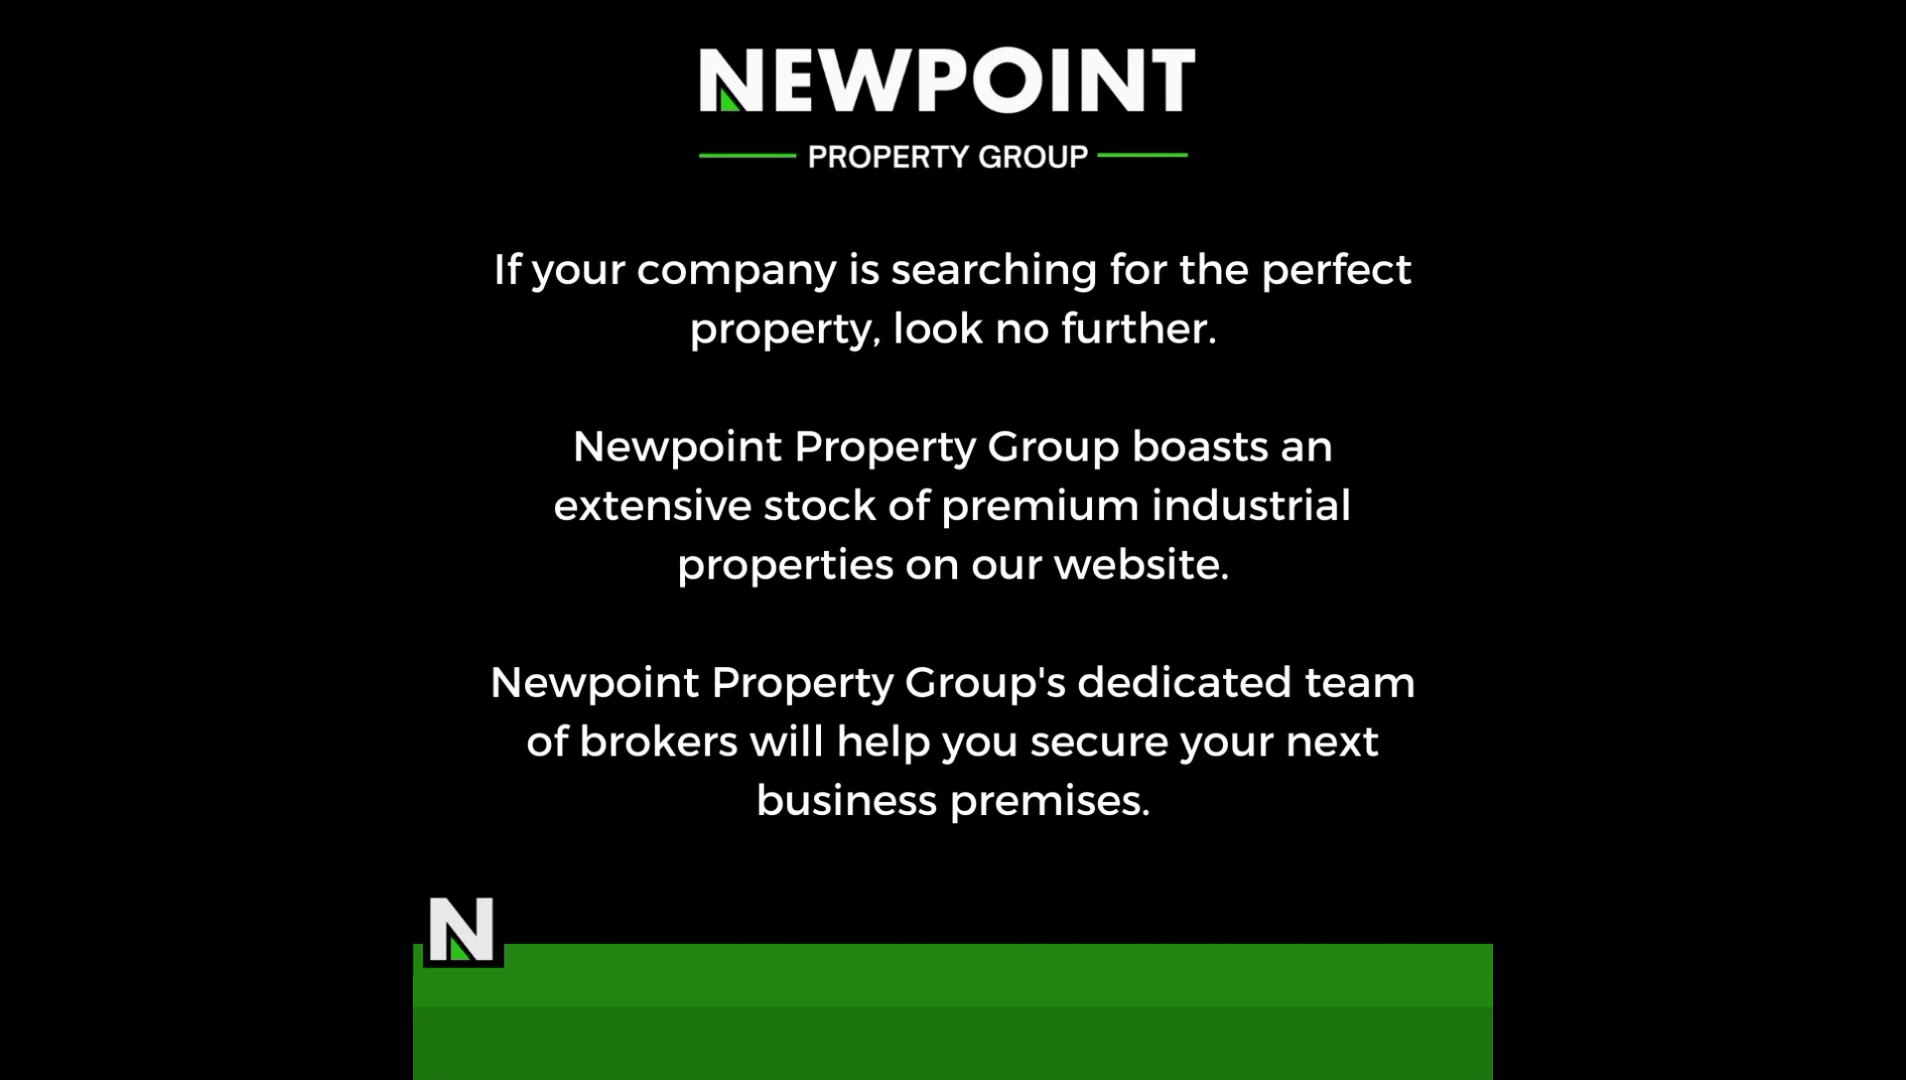 NEWPOINT
PROPERTY GROUP
If your company is searching for the perfect
property, look no further.
Newpoint Property Group boasts an
extensive stock of premium industrial
properties on our website.
Newpoint Property Group's dedicated team
of brokers will help you secure your next
business premises.
N